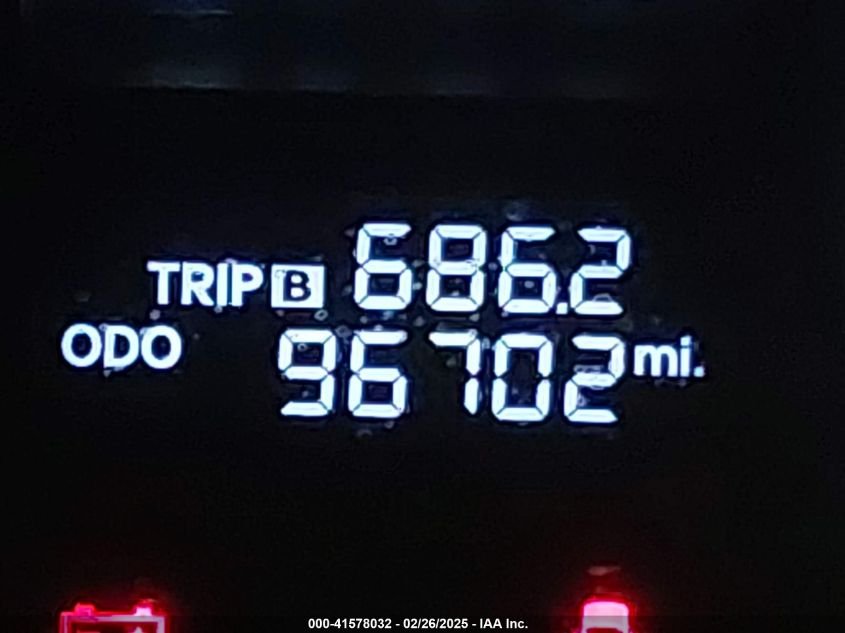 TRIP B 686.2
ODO 96702 mi.
000-41578032 - 02/26/2025 - IAA Inc.